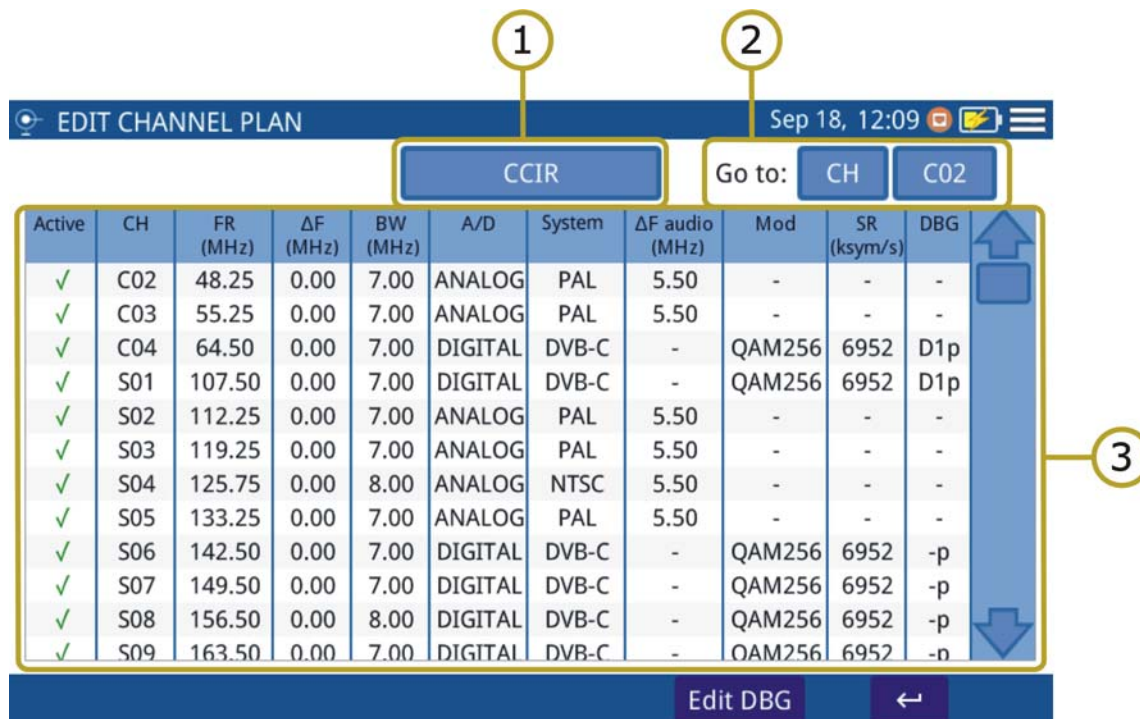 1 2
EDIT CHANNEL PLAN Sep 18, 12:09
CCIR Go to: CH C02
Active CH FR (MHz) ΔF (MHz) BW (MHz) A/D System ΔF audio (MHz) Mod SR (ksym/s) DBG
√ C02 48.25 0.00 7.00 ANALOG PAL 5.50 - - -
√ C03 55.25 0.00 7.00 ANALOG PAL 5.50 - - -
√ C04 64.50 0.00 7.00 DIGITAL DVB-C - QAM256 6952 D1p
√ S01 107.50 0.00 7.00 DIGITAL DVB-C - QAM256 6952 D1p
√ S02 112.25 0.00 7.00 ANALOG PAL 5.50 - - -
√ S03 119.25 0.00 7.00 ANALOG PAL 5.50 - - -
√ S04 125.75 0.00 8.00 ANALOG NTSC 5.50 - - -
√ S05 133.25 0.00 7.00 ANALOG PAL 5.50 - - -
√ S06 142.50 0.00 7.00 DIGITAL DVB-C - QAM256 6952 -p
√ S07 149.50 0.00 7.00 DIGITAL DVB-C - QAM256 6952 -p
√ S08 156.50 0.00 8.00 DIGITAL DVB-C - QAM256 6952 -p
√ S09 163.50 0.00 7.00 DIGITAL DVB-C - QAM256 6952 -p
3
Edit DBG